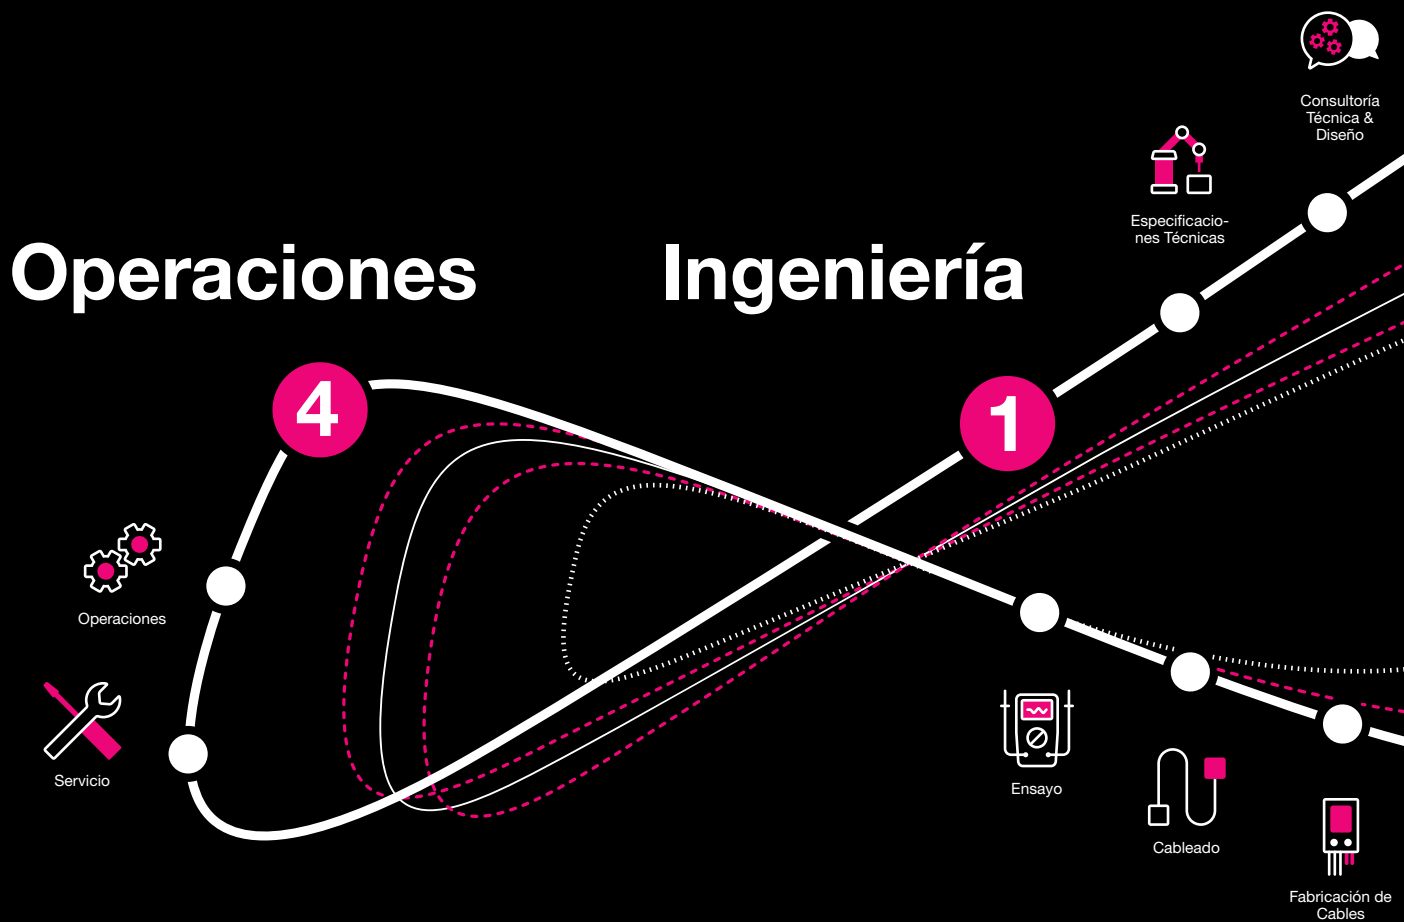 Consultoría
Técnica &
Diseño
Especificacio-
nes Técnicas
Operaciones
Ingeniería
4
1
Operaciones
Servicio
Ensayo
Cableado
Fabricación de
Cables